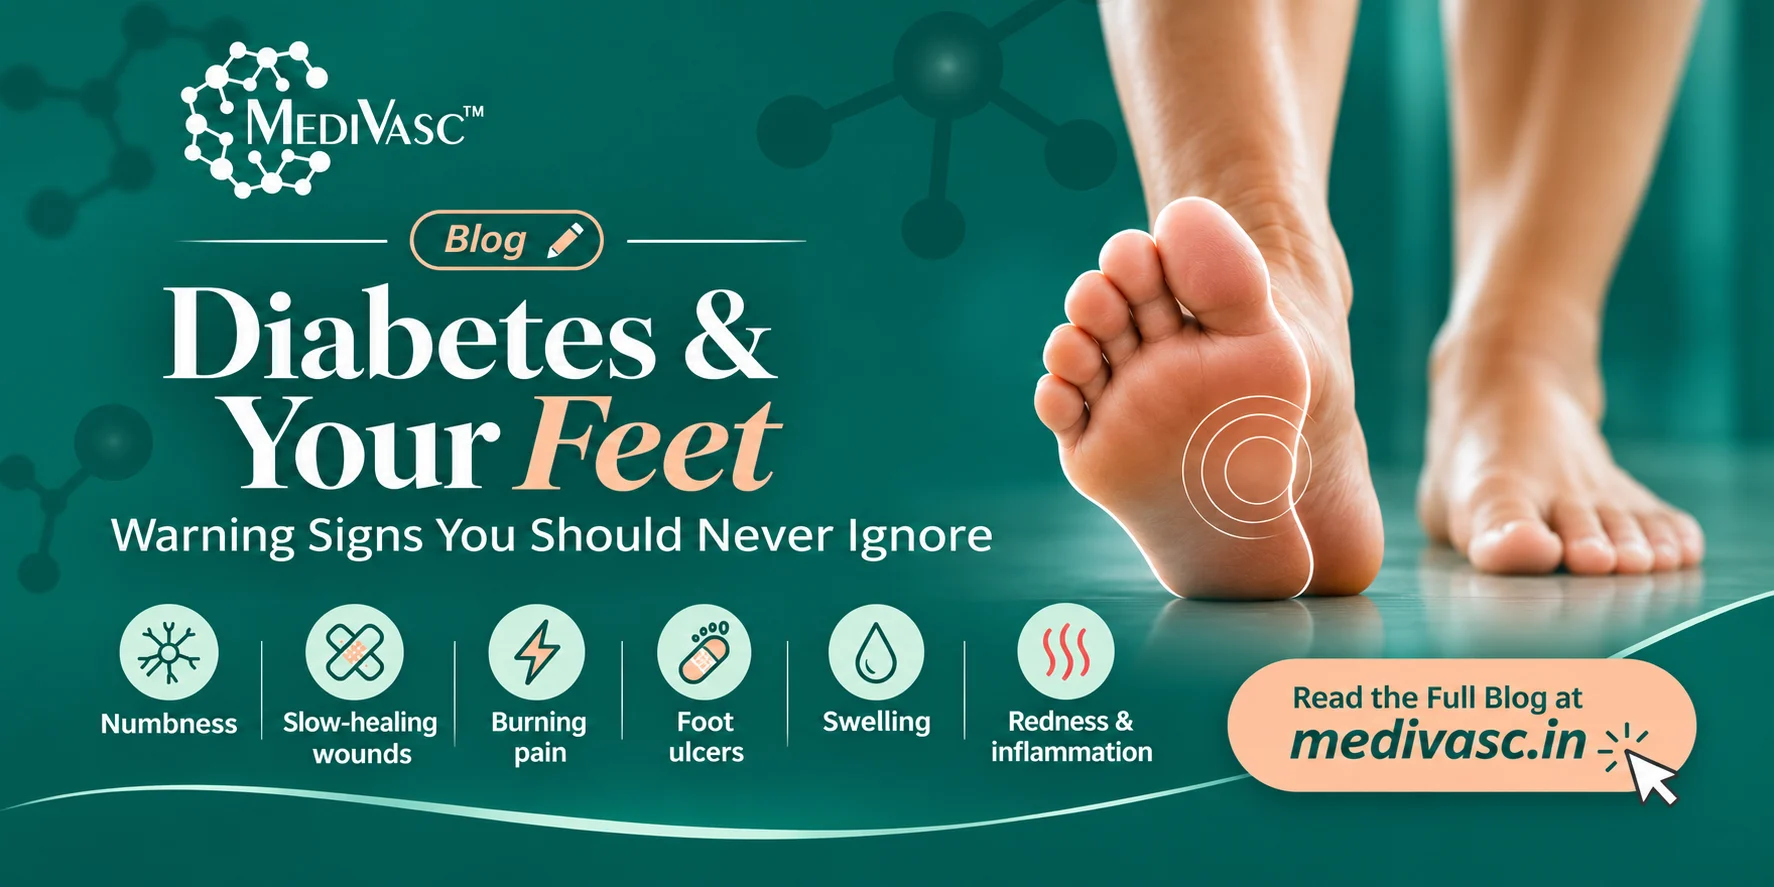 MEDIVASC™
Blog
Diabetes &
Your Feet
Warning Signs You Should Never Ignore
Numbness
Slow-healing
wounds
Burning
pain
Foot
ulcers
Swelling
Redness &
inflammation
Read the Full Blog at
medivasc.in